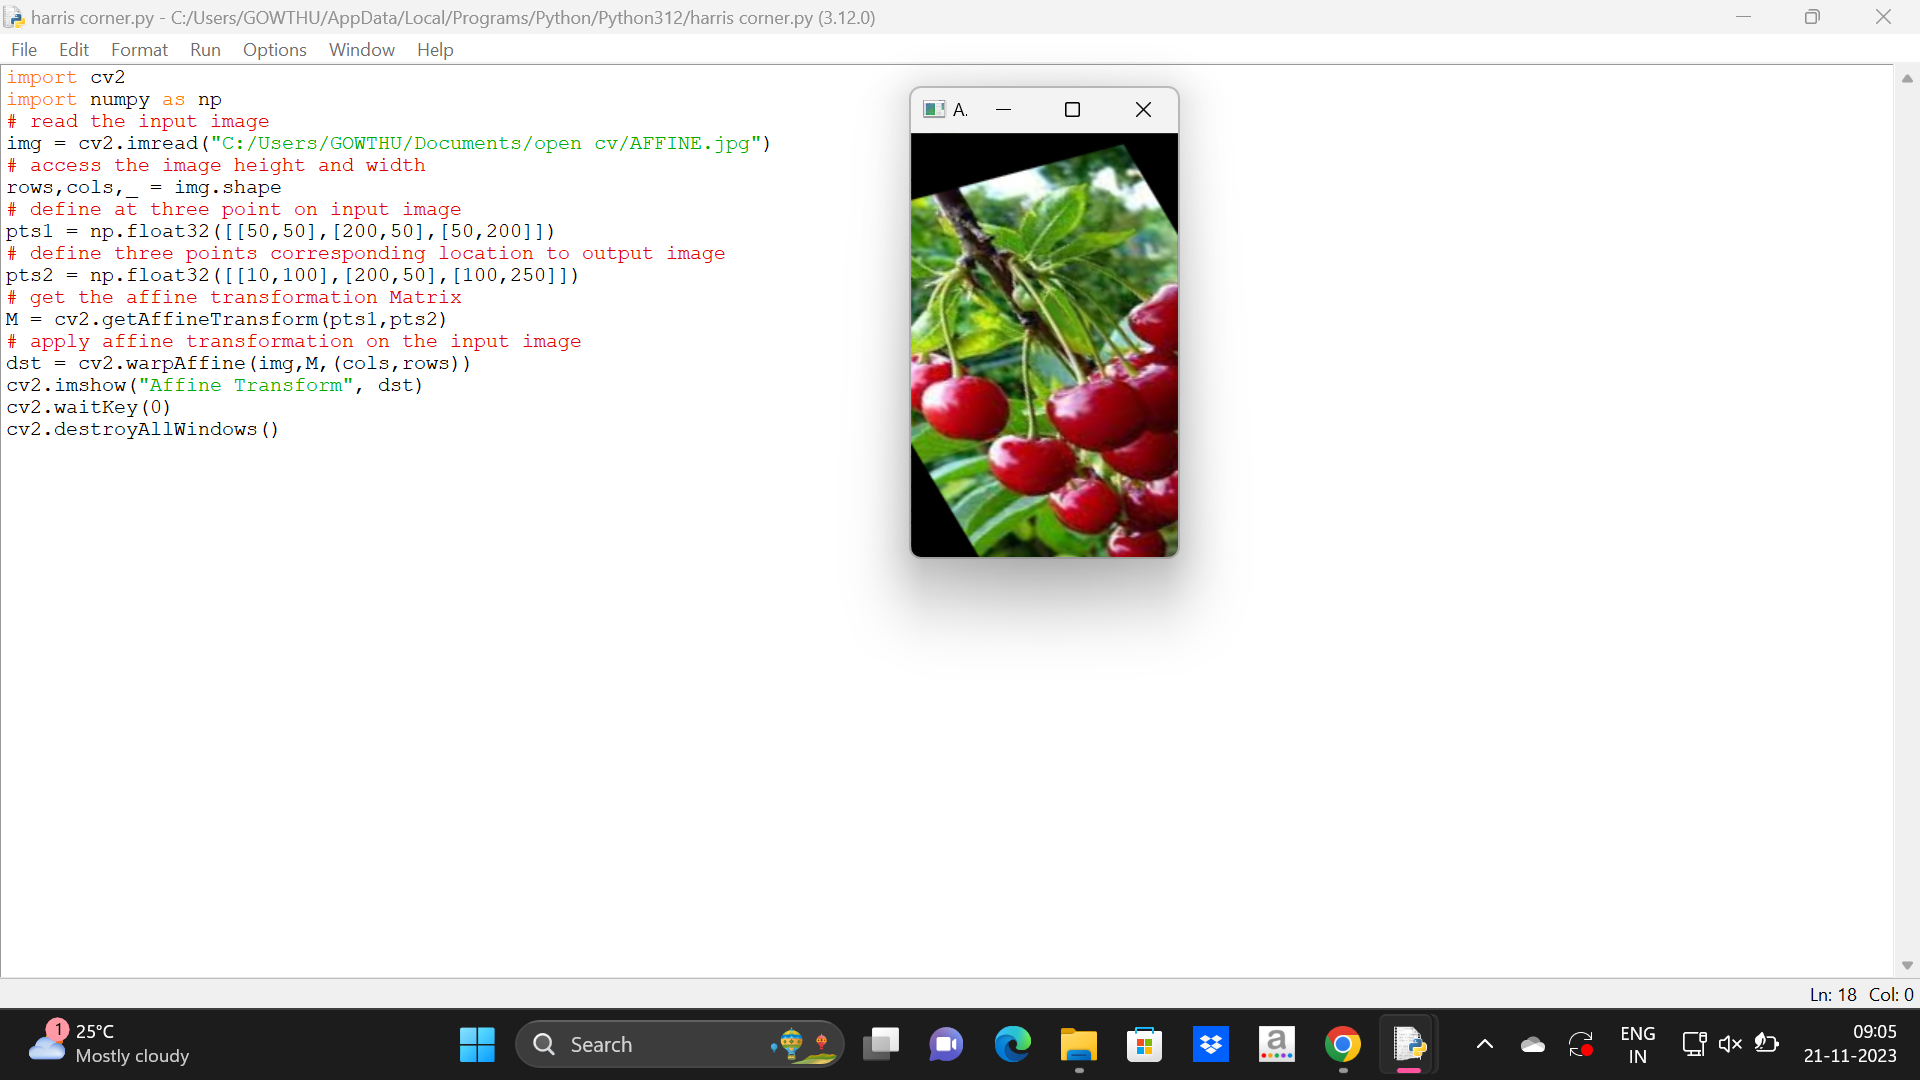 harris corner.py - C:/Users/GOWTHU/AppData/Local/Programs/Python/Python312/harris corner.py (3.12.0)
File Edit Format Run Options Window Help
import cv2
import numpy as np
# read the input image
img = cv2.imread("C:/Users/GOWTHU/Documents/open cv/AFFINE.jpg")
# access the image height and width
rows,cols,_ = img.shape
# define at three point on input image
pts1 = np.float32([[50,50],[200,50],[50,200]])
# define three points corresponding location to output image
pts2 = np.float32([[10,100],[200,50],[100,250]])
# get the affine transformation Matrix
M = cv2.getAffineTransform(pts1,pts2)
# apply affine transformation on the input image
dst = cv2.warpAffine(img,M,(cols,rows))
cv2.imshow("Affine Transform", dst)
cv2.waitKey(0)
cv2.destroyAllWindows()
A.
Ln: 18 Col: 0
1
25°C
Mostly cloudy
Search
a
ENG
IN
09:05
21-11-2023